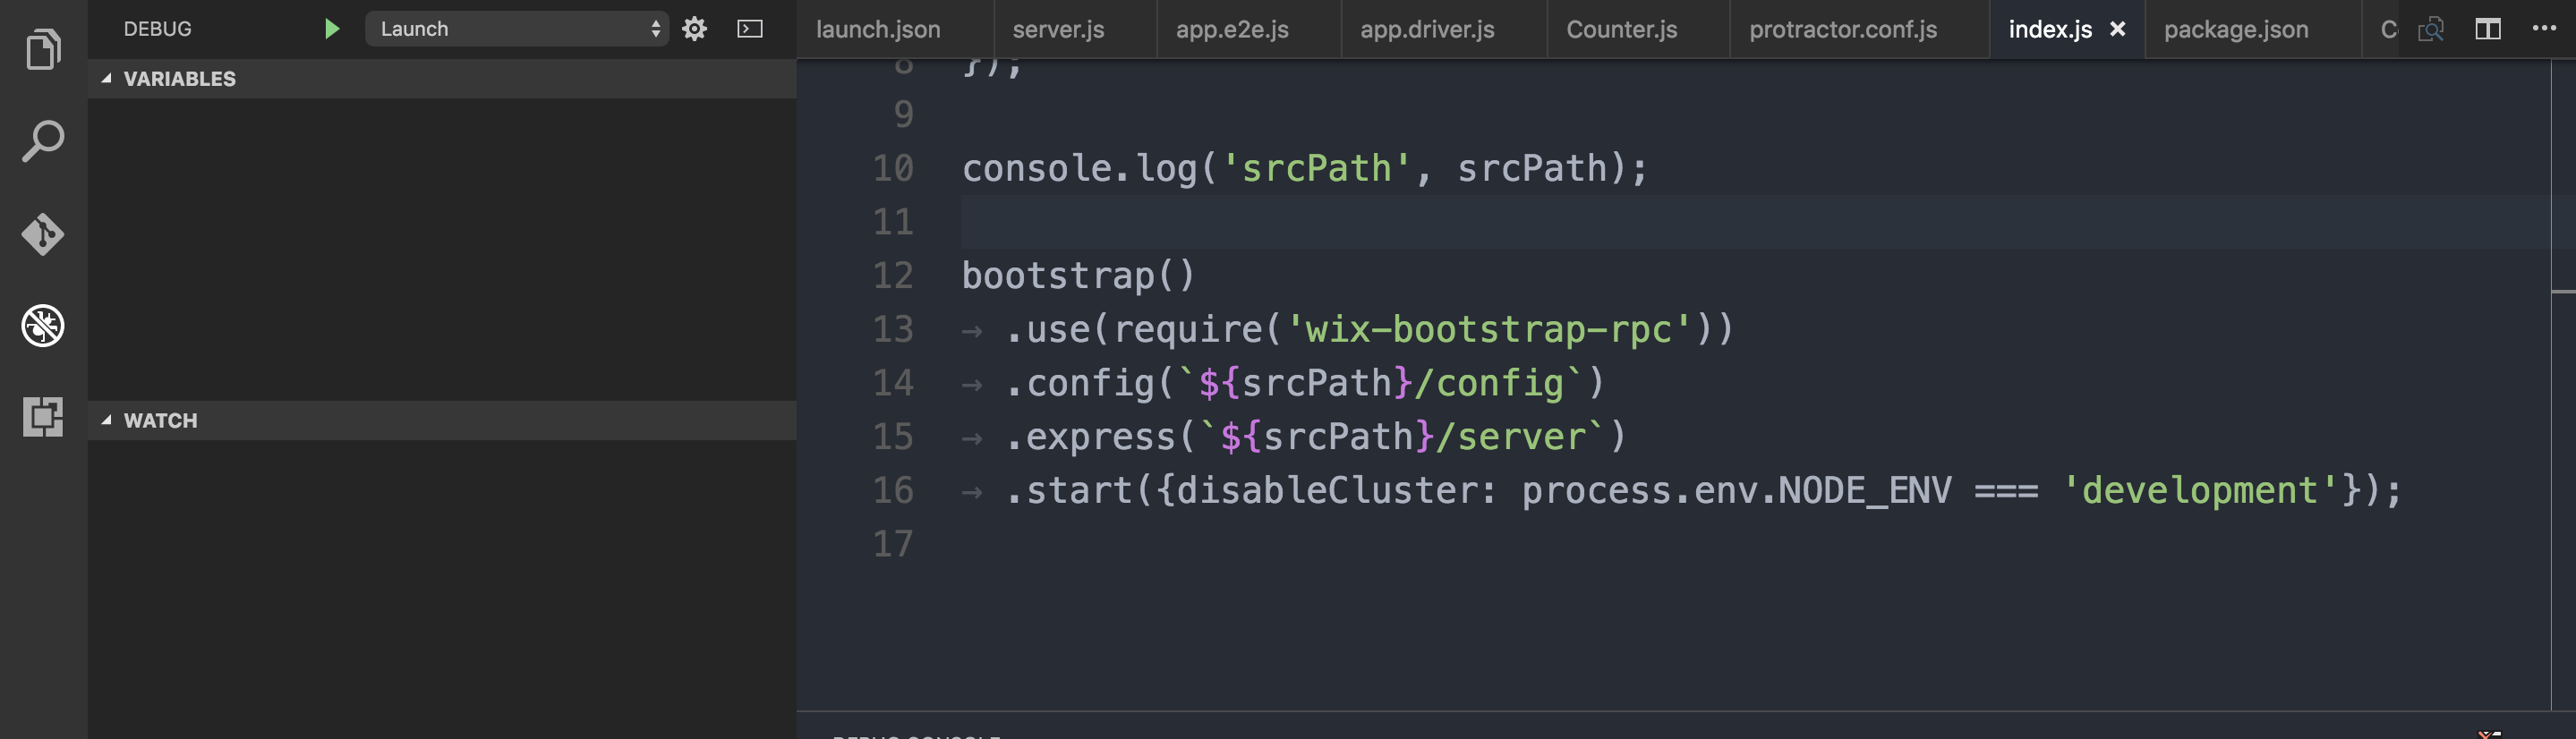 DEBUG Launch
VARIABLES
WATCH
launch.json server.js app.e2e.js app.driver.js Counter.js protractor.conf.js index.js package.json
8 });
9
10 console.log('srcPath', srcPath);
11
12 bootstrap()
13 → .use(require('wix-bootstrap-rpc'))
14 → .config(`${srcPath}/config`)
15 → .express(`${srcPath}/server`)
16 → .start({disableCluster: process.env.NODE_ENV === 'development'});
17
DEBUG CONSOLE